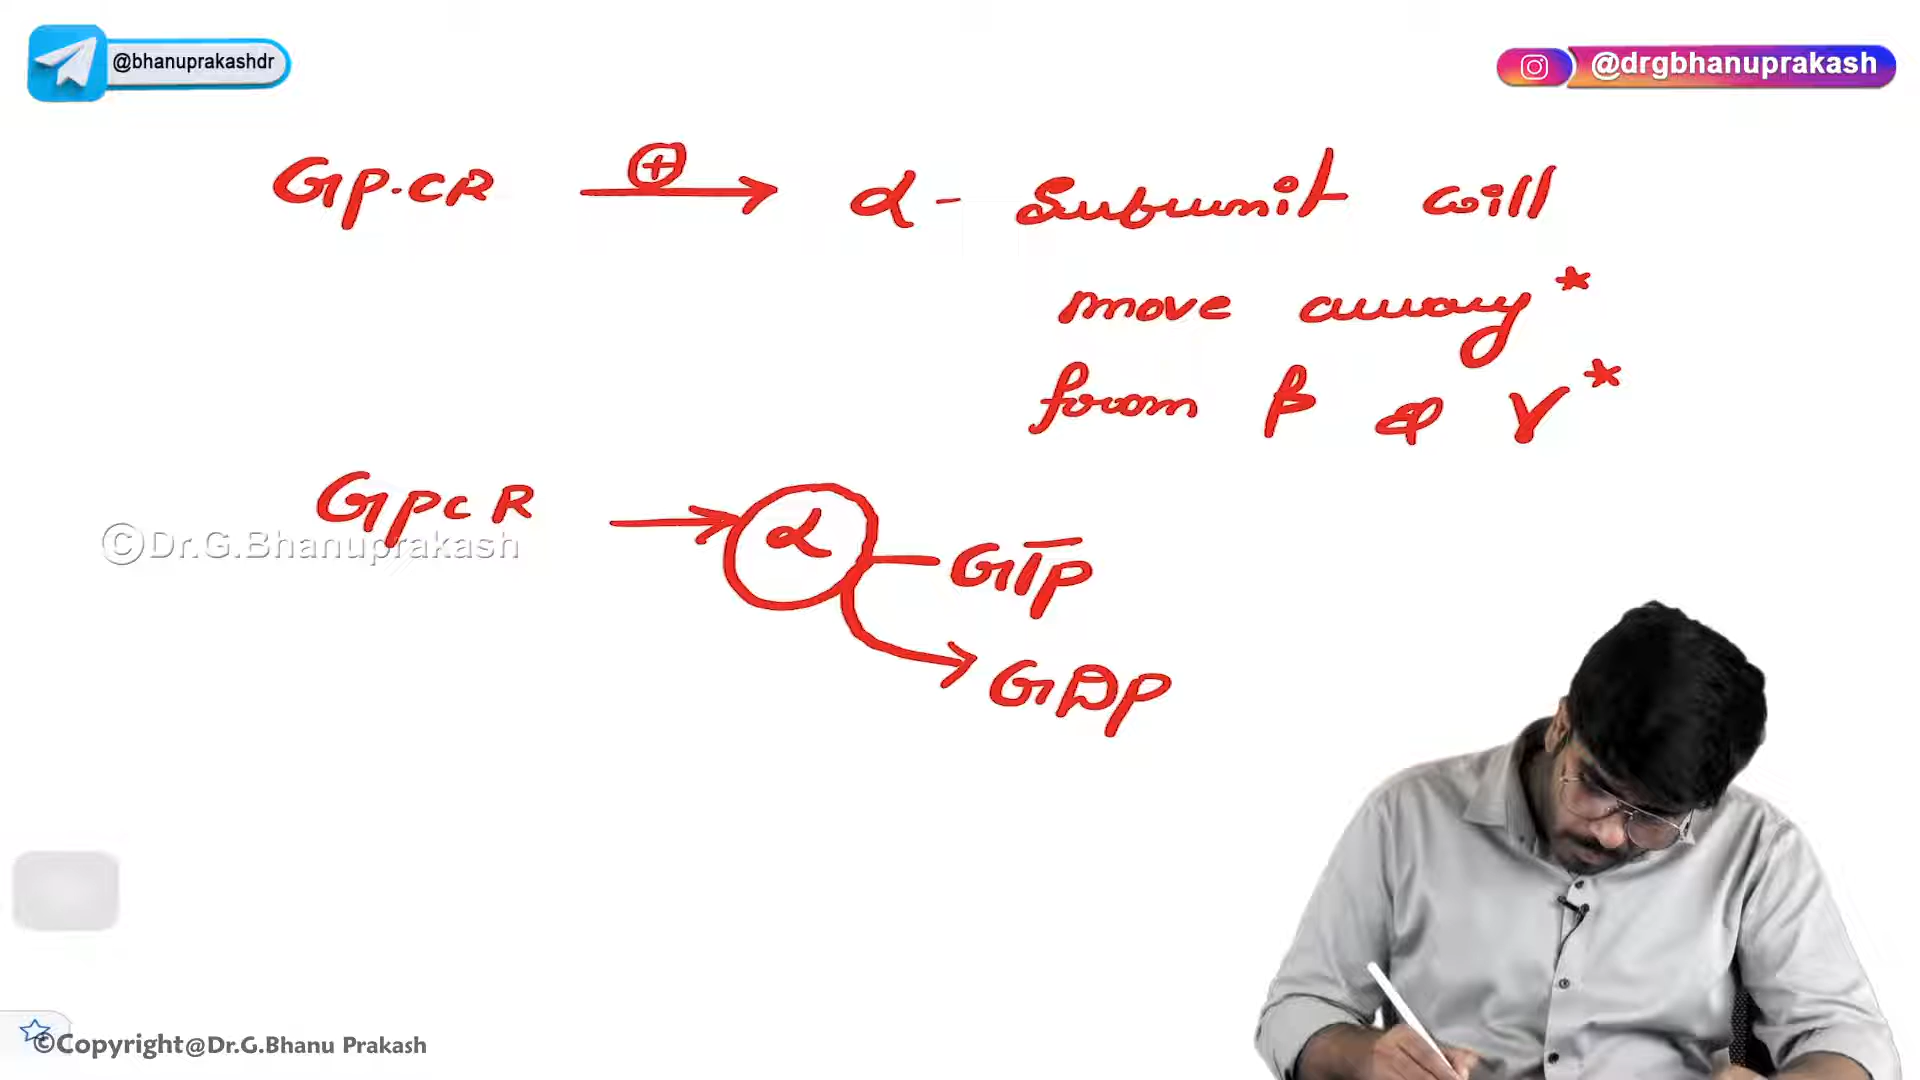 @bhanuprakashdr
@drgbhanuprakash
GP.CR ⊕→ α - Subunit will
move away*
from β & γ*
GPCR → α - GTP
→ GDP
©Dr.G.Bhanuprakash
©Copyright@Dr.G.Bhanu Prakash